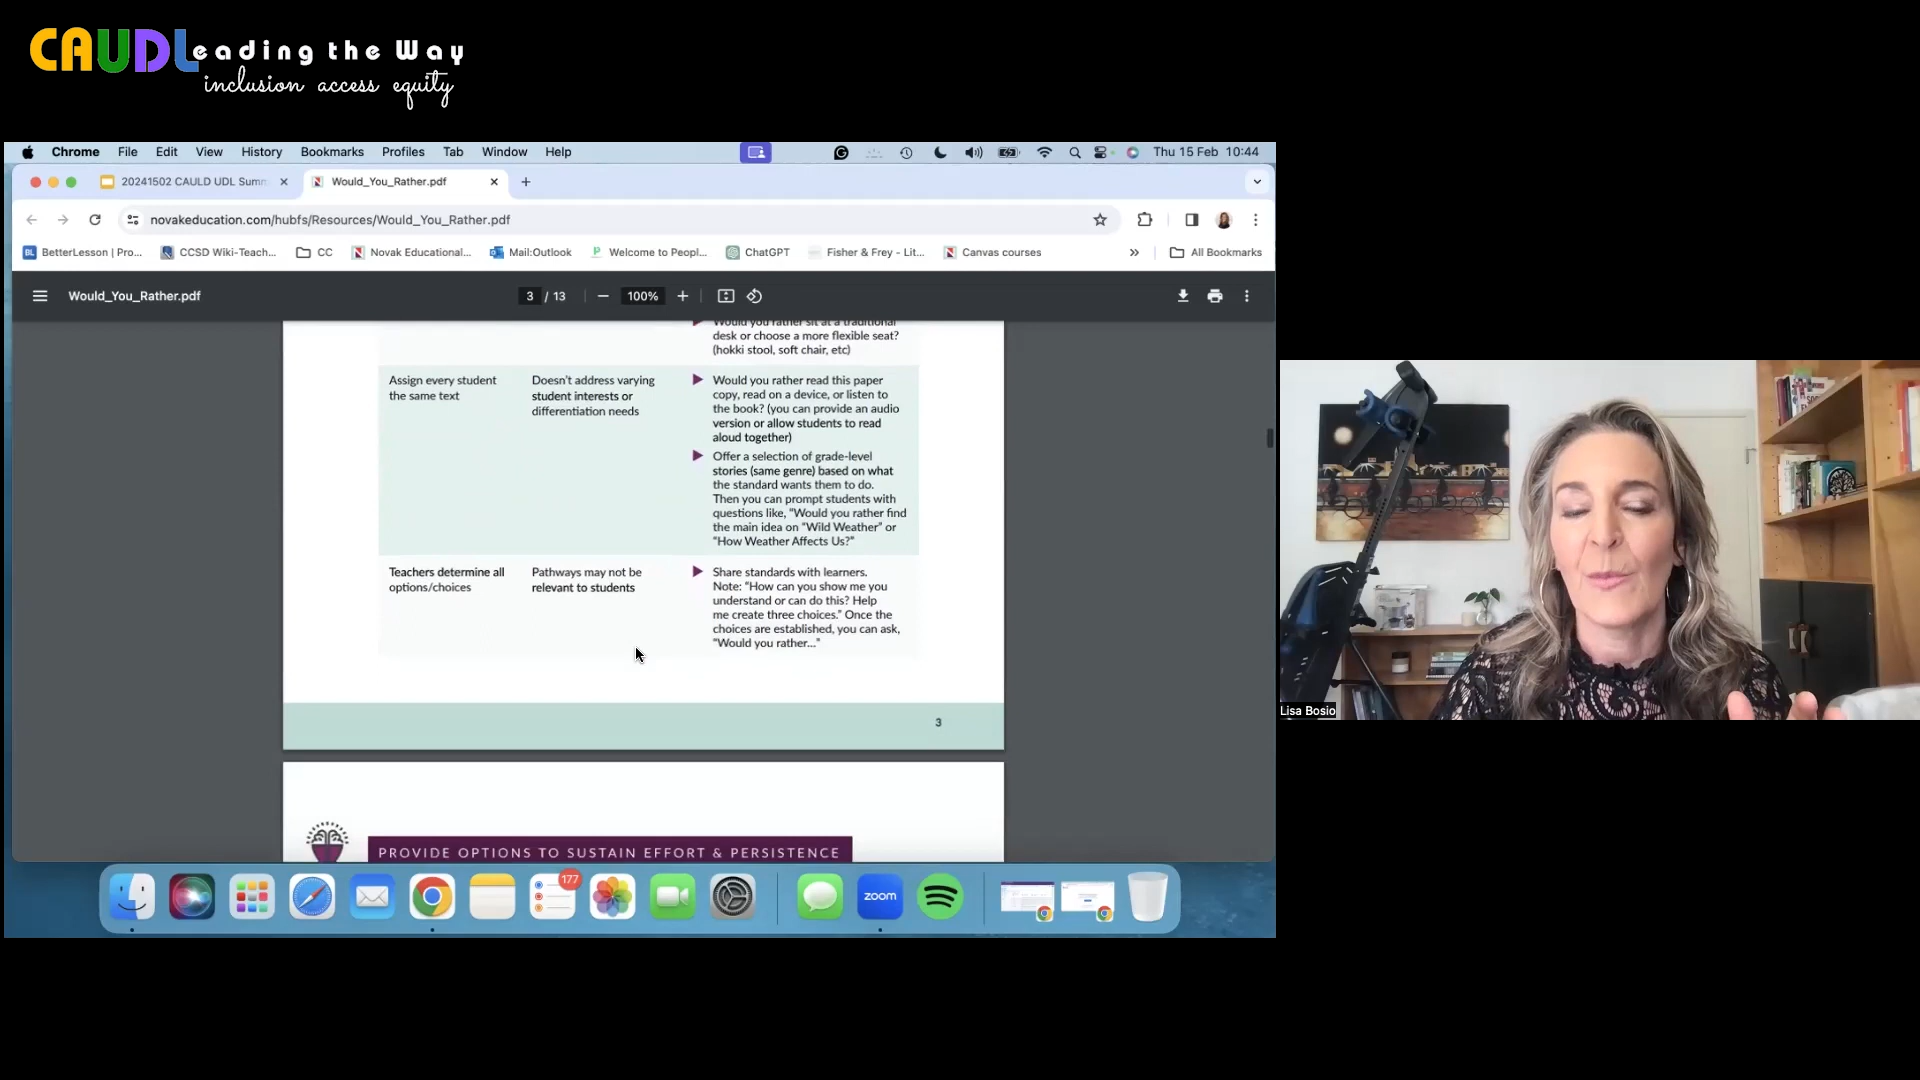 CAUDLeading the Way
inclusion access equity
Chrome File Edit View History Bookmarks Profiles Tab Window Help Thu 15 Feb 10:44
20241502 CAULD UDL Summ
Would_You_Rather.pdf
novakeducation.com/hubfs/Resources/Would_You_Rather.pdf
BetterLesson | Pro... CCSD Wiki-Teach... CC Novak Educational... Mail:Outlook Welcome to Peopl... ChatGPT Fisher & Frey - Lit... Canvas courses » All Bookmarks
Would_You_Rather.pdf 3 / 13 100%
Would you rather sit at a traditional
desk or choose a more flexible seat?
(hokki stool, soft chair, etc)
Assign every student
the same text
Doesn't address varying
student interests or
differentiation needs
Would you rather read this paper
copy, read on a device, or listen to
the book? (you can provide an audio
version or allow students to read
aloud together)
Offer a selection of grade-level
stories (same genre) based on what
the standard wants them to do.
Then you can prompt students with
questions like, "Would you rather find
the main idea on "Wild Weather" or
"How Weather Affects Us?"
Teachers determine all
options/choices
Pathways may not be
relevant to students
Share standards with learners.
Note: "How can you show me you
understand or can do this? Help
me create three choices." Once the
choices are established, you can ask,
"Would you rather..."
3
PROVIDE OPTIONS TO SUSTAIN EFFORT & PERSISTENCE
177
zoom
Lisa Bosio